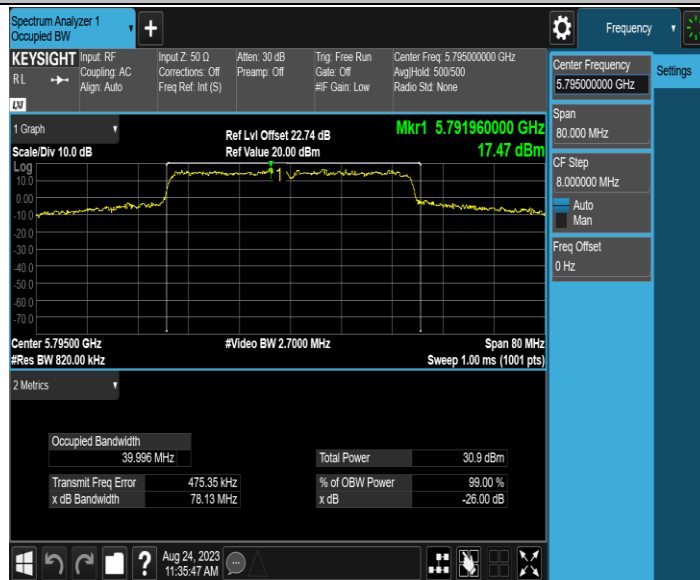 Spectrum Analyzer 1
Occupied BW
+
Frequency
KEYSIGHT
RL
LXI
Input: RF
Coupling: AC
Align: Auto
Input Z: 50 Ω
Corrections: Off
Freq Ref: Int (S)
Atten: 30 dB
Preamp: Off
Trig: Free Run
Gate: Off
#IF Gain: Low
Center Freq: 5.795000000 GHz
Avg|Hold: 500/500
Radio Std: None
Center Frequency
5.795000000 GHz
Settings
Span
80.000 MHz
CF Step
8.000000 MHz
Auto
Man
Freq Offset
0 Hz
1 Graph
Scale/Div 10.0 dB
Ref Lvl Offset 22.74 dB
Ref Value 20.00 dBm
Mkr1 5.791960000 GHz
17.47 dBm
Log
10.0
0.00
-10.0
-20.0
-30.0
-40.0
-50.0
-60.0
-70.0
1
Center 5.79500 GHz
#Res BW 820.00 kHz
#Video BW 2.7000 MHz
Span 80 MHz
Sweep 1.00 ms (1001 pts)
2 Metrics
Occupied Bandwidth
39.996 MHz
Total Power 30.9 dBm
Transmit Freq Error 475.35 kHz
% of OBW Power 99.00 %
x dB Bandwidth 78.13 MHz
x dB -26.00 dB
?
Aug 24, 2023
11:35:47 AM